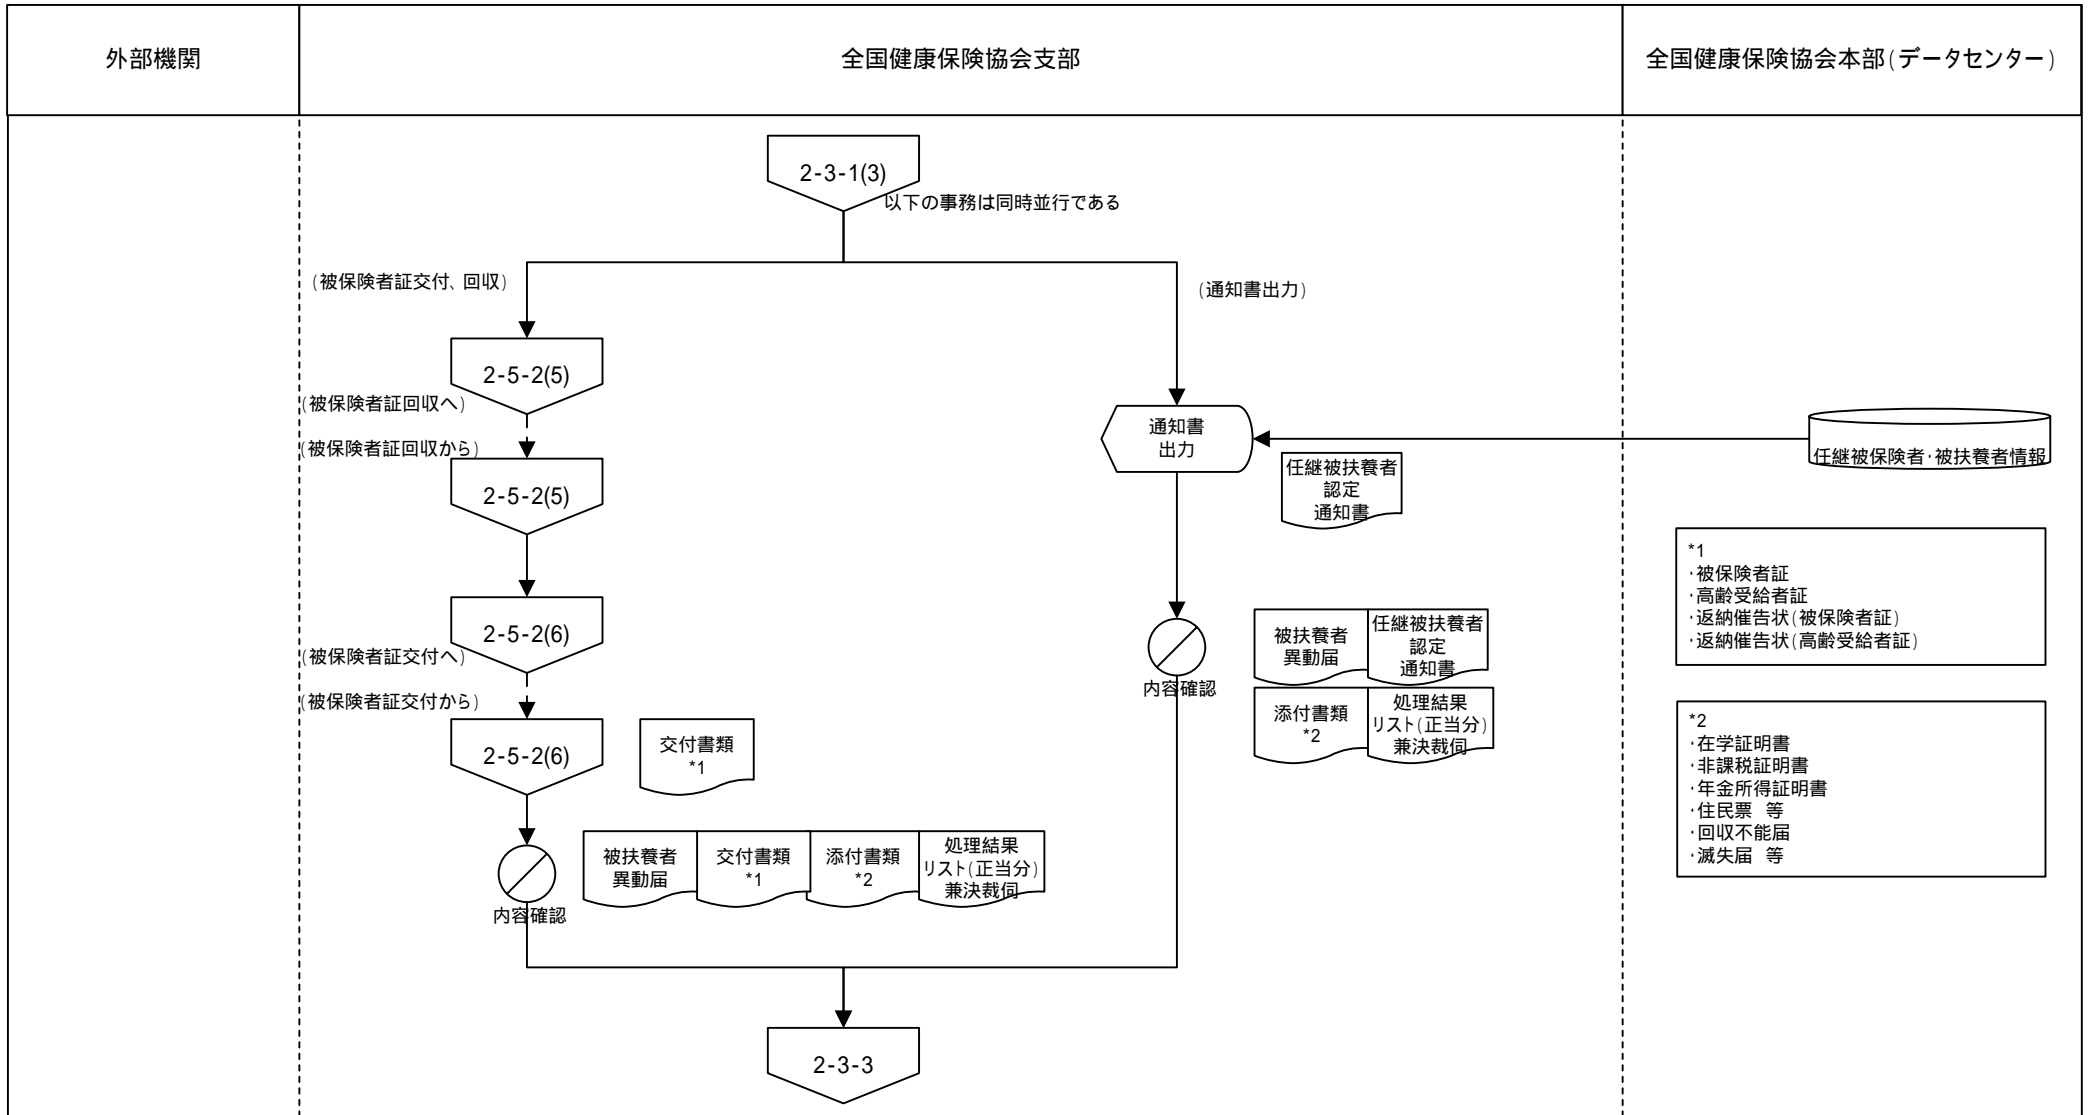 外部機関
全国健康保険協会支部
全国健康保険協会本部(データセンター)
2-3-1(3)
以下の事務は同時並行である
(被保険者証交付、回収)
(通知書出力)
2-5-2(5)
(被保険者証回収へ)
(被保険者証回収から)
2-5-2(5)
通知書
出力
任継被保険者・被扶養者情報
任継被扶養者
認定
通知書
2-5-2(6)
(被保険者証交付へ)
(被保険者証交付から)
2-5-2(6)
交付書類
*1
内容確認
被扶養者
異動届
任継被扶養者
認定
通知書
添付書類
*2
処理結果
リスト(正当分)
兼決裁伺
内容確認
被扶養者
異動届
交付書類
*1
添付書類
*2
処理結果
リスト(正当分)
兼決裁伺
2-3-3
*1
・被保険者証
・高齢受給者証
・返納催告状(被保険者証)
・返納催告状(高齢受給者証)
*2
・在学証明書
・非課税証明書
・年金所得証明書
・住民票 等
・回収不能届
・滅失届 等